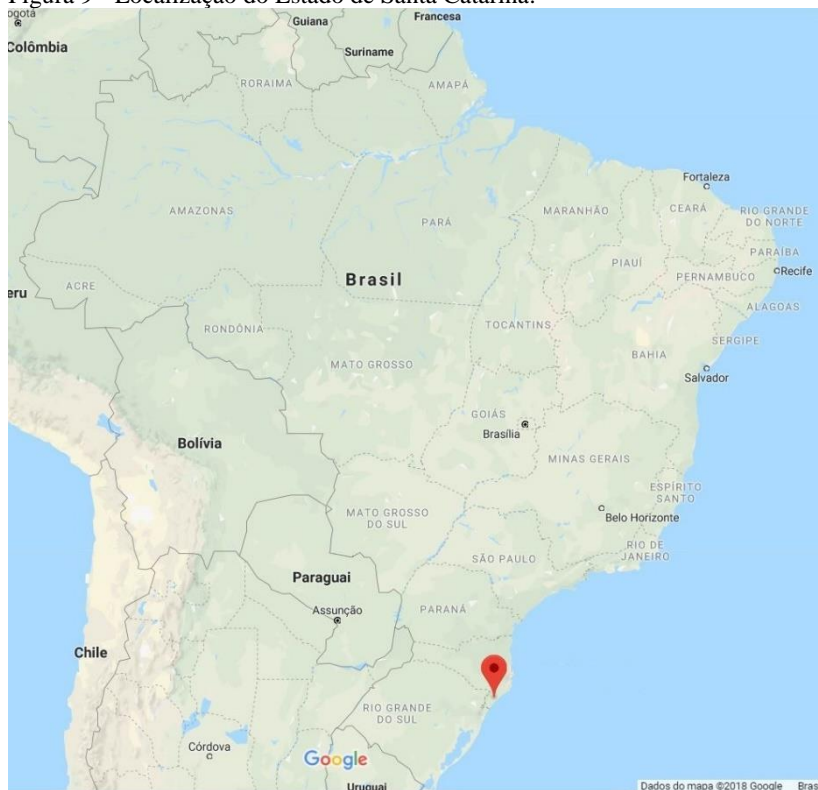 Figura 9 - Localização do Estado de Santa Catarina.
Guiana
Francesa
Colômbia
Suriname
RORAIMA
AMAPÁ
Fortaleza
AMAZONAS
PARÁ
MARANHÃO
CEARÁ
RIO GRANDE
DO NORTE
PARAÍBA
PIAUÍ
Brasil
PERNAMBUCO
Recife
ACRE
eru
ALAGOAS
RONDÔNIA
TOCANTINS
SERGIPE
MATO GROSSO
BAHIA
Salvador
GOIÁS
Brasília
Bolívia
MINAS GERAIS
ESPÍRITO
SANTO
MATO GROSSO
DO SUL
Belo Horizonte
RIO DE
JANEIRO
SÃO PAULO
Paraguai
Assunção
PARANÁ
Chile
RIO GRANDE
DO SUL
Córdova
Google
Uruguai
Dados do mapa ©2018 Google Bras